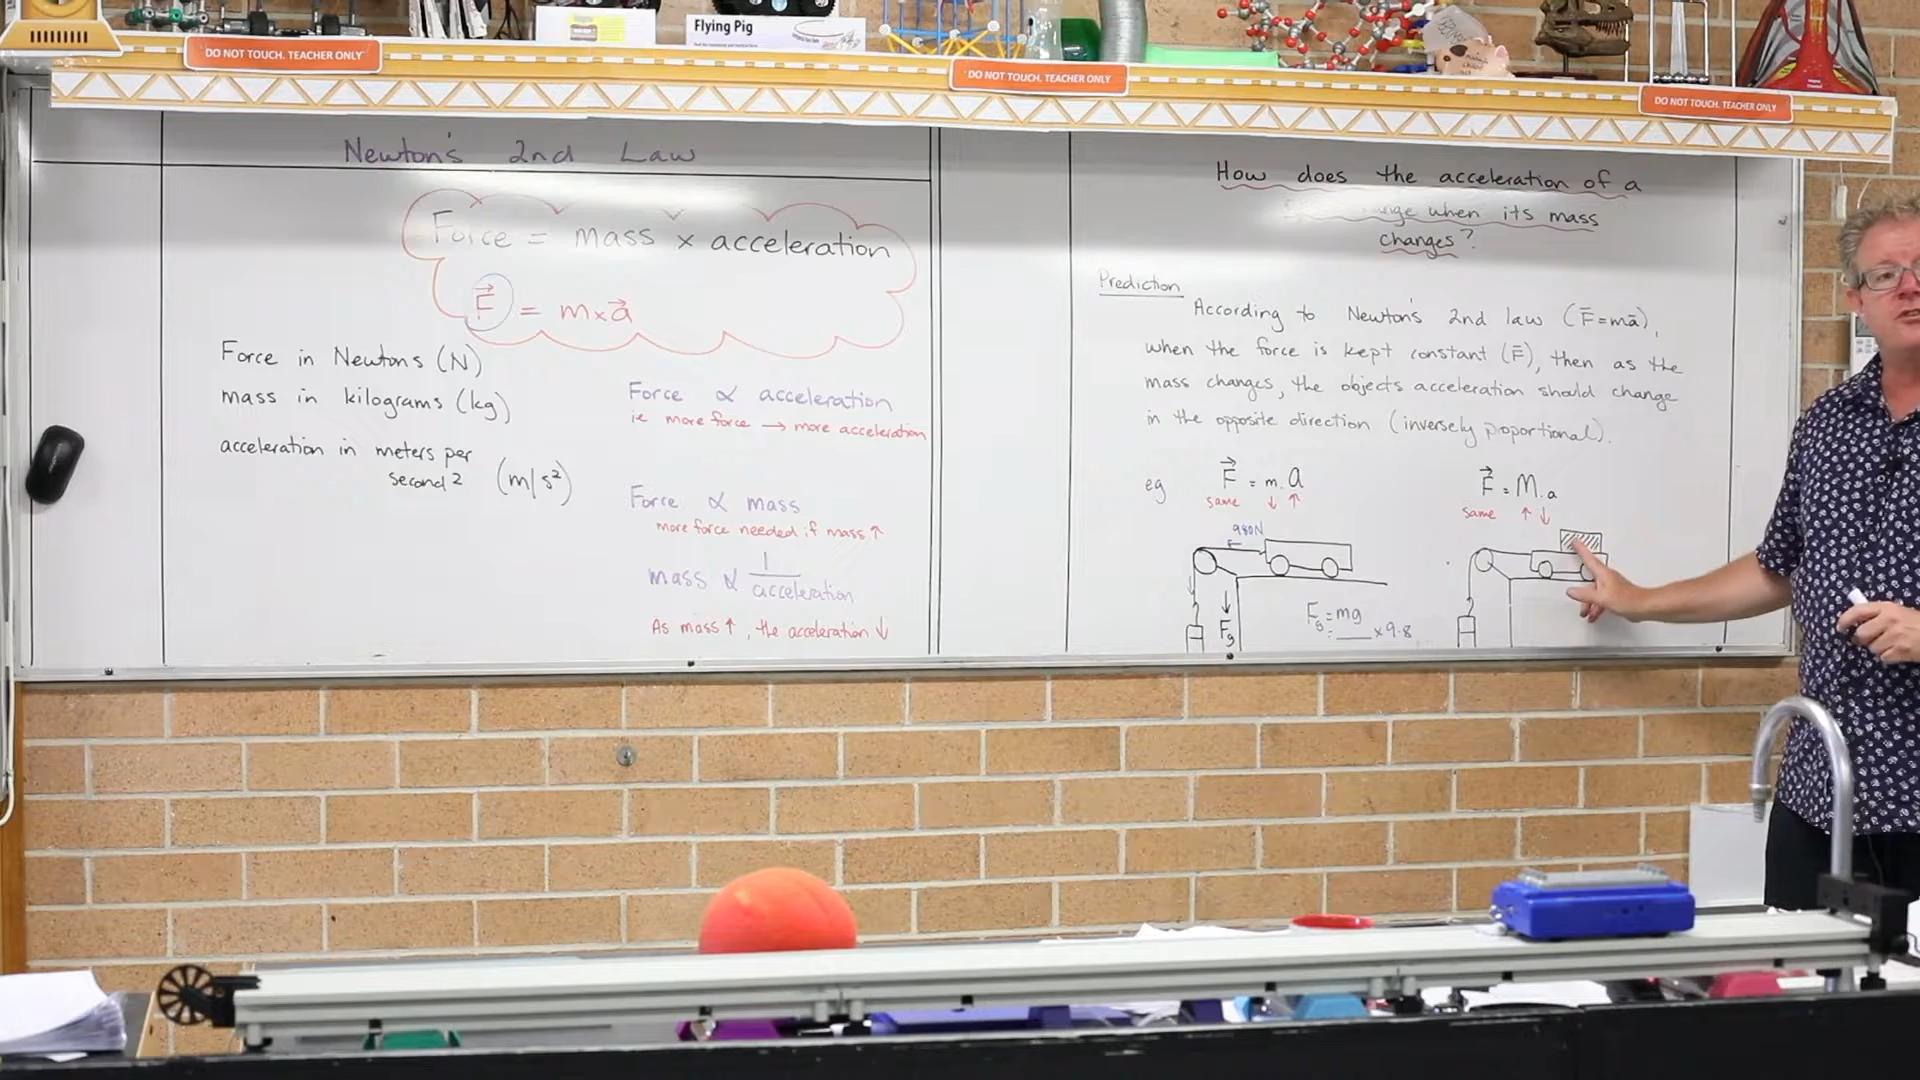 Flying Pig
DO NOT TOUCH. TEACHER ONLY
DO NOT TOUCH. TEACHER ONLY
DO NOT TOUCH. TEACHER ONLY
Newton's 2nd Law
Force = mass x acceleration
F = m x a
Force in Newtons (N)
mass in kilograms (kg)
acceleration in meters per
second 2 (m/s²)
Force ∝ acceleration
ie more force → more acceleration
Force ∝ mass
more force needed if mass ↑
mass ∝ 1/acceleration
As mass ↑, the acceleration ↓
How does the acceleration of a
when its mass
changes?
Prediction
According to Newton's 2nd law (F=ma),
when the force is kept constant (F), then as the
mass changes, the objects acceleration should change
in the opposite direction (inversely proportional).
eg F = m.a
same ↓ ↑
F = M.a
same ↑ ↓
980N
Fg
Fg = mg
= ___ x 9.8